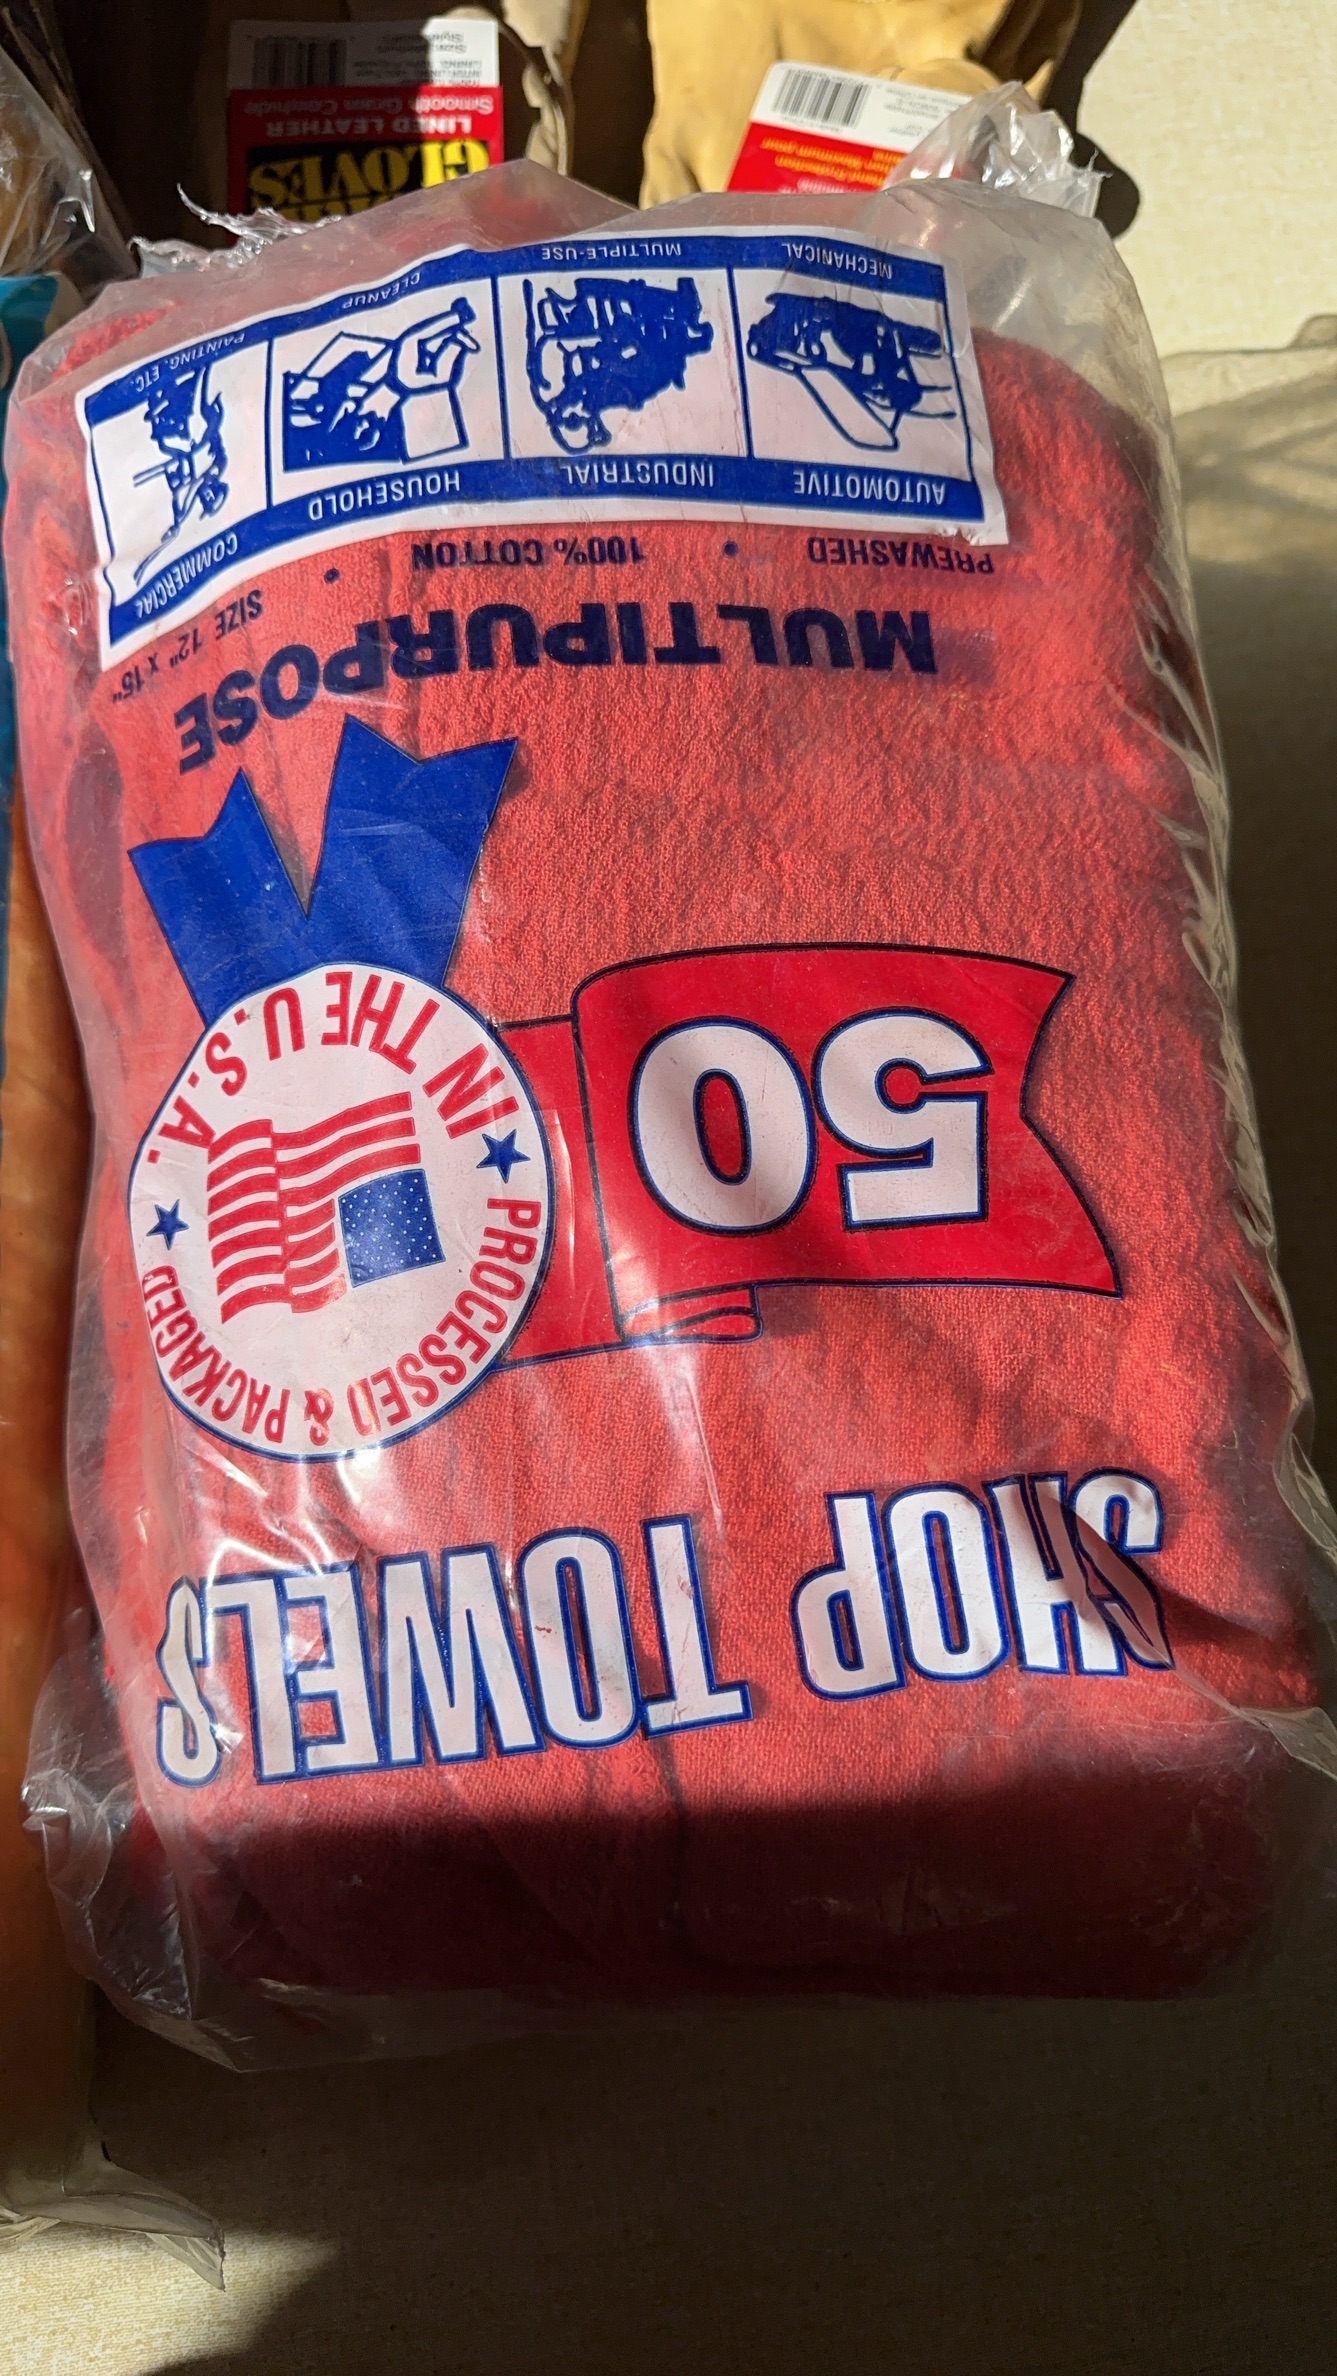 SHOP TOWELS
50
PROCESSED & PACKAGED
IN THE U.S.A.
MULTIPURPOSE
PREWASHED • 100% COTTON • SIZE 12" X 15"
AUTOMOTIVE INDUSTRIAL HOUSEHOLD COMMERCIAL
MECHANICAL MULTIPLE-USE CLEANUP PAINTING, ETC.
GLOVES
LINED LEATHER
Smooth Grain Cowhide